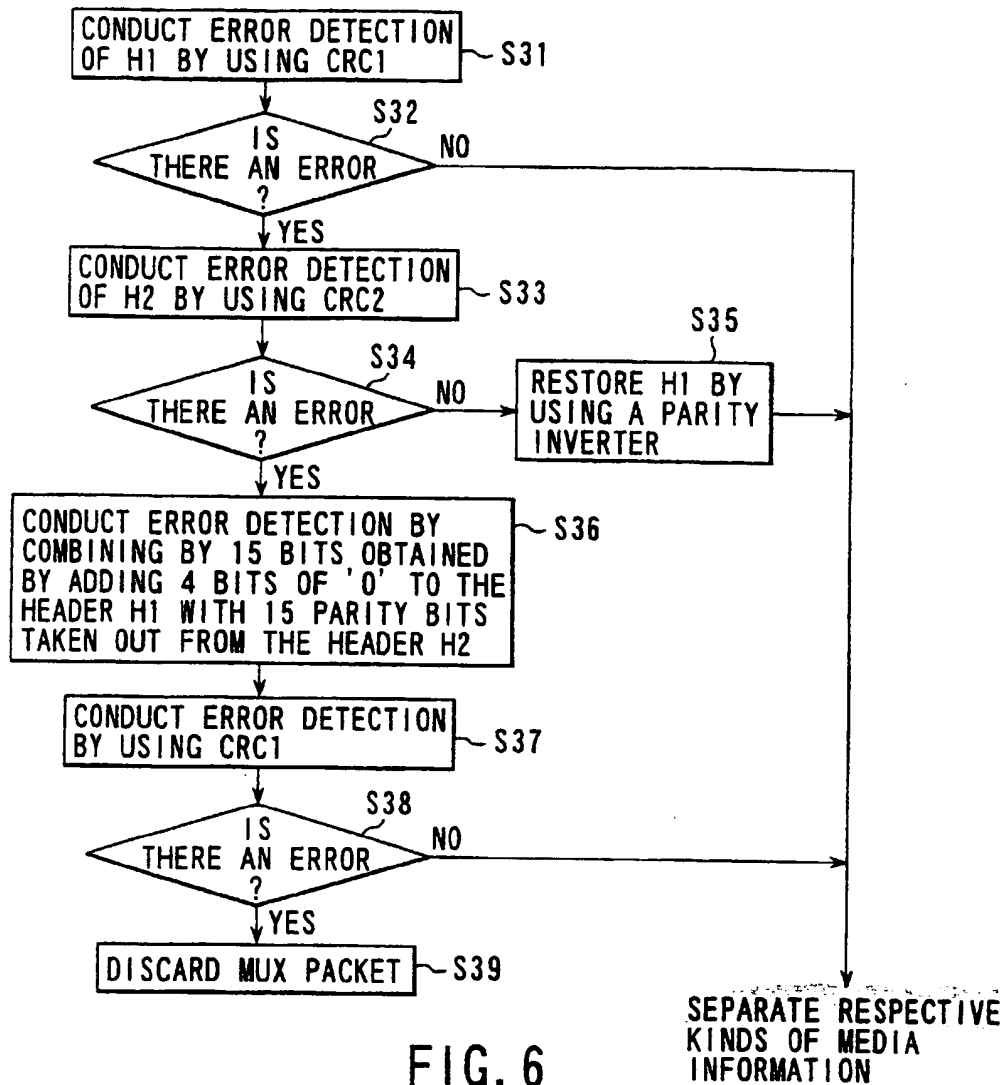 CONDUCT ERROR DETECTION
OF H1 BY USING CRC1
S31
S32
IS
THERE AN ERROR
?
NO
YES
CONDUCT ERROR DETECTION
OF H2 BY USING CRC2
S33
S34
IS
THERE AN ERROR
?
NO
YES
S35
RESTORE H1 BY
USING A PARITY
INVERTER
CONDUCT ERROR DETECTION BY
COMBINING BY 15 BITS OBTAINED
BY ADDING 4 BITS OF '0' TO THE
HEADER H1 WITH 15 PARITY BITS
TAKEN OUT FROM THE HEADER H2
S36
CONDUCT ERROR DETECTION
BY USING CRC1
S37
S38
IS
THERE AN ERROR
?
NO
YES
DISCARD MUX PACKET
S39
SEPARATE RESPECTIVE
KINDS OF MEDIA
INFORMATION
FIG. 6